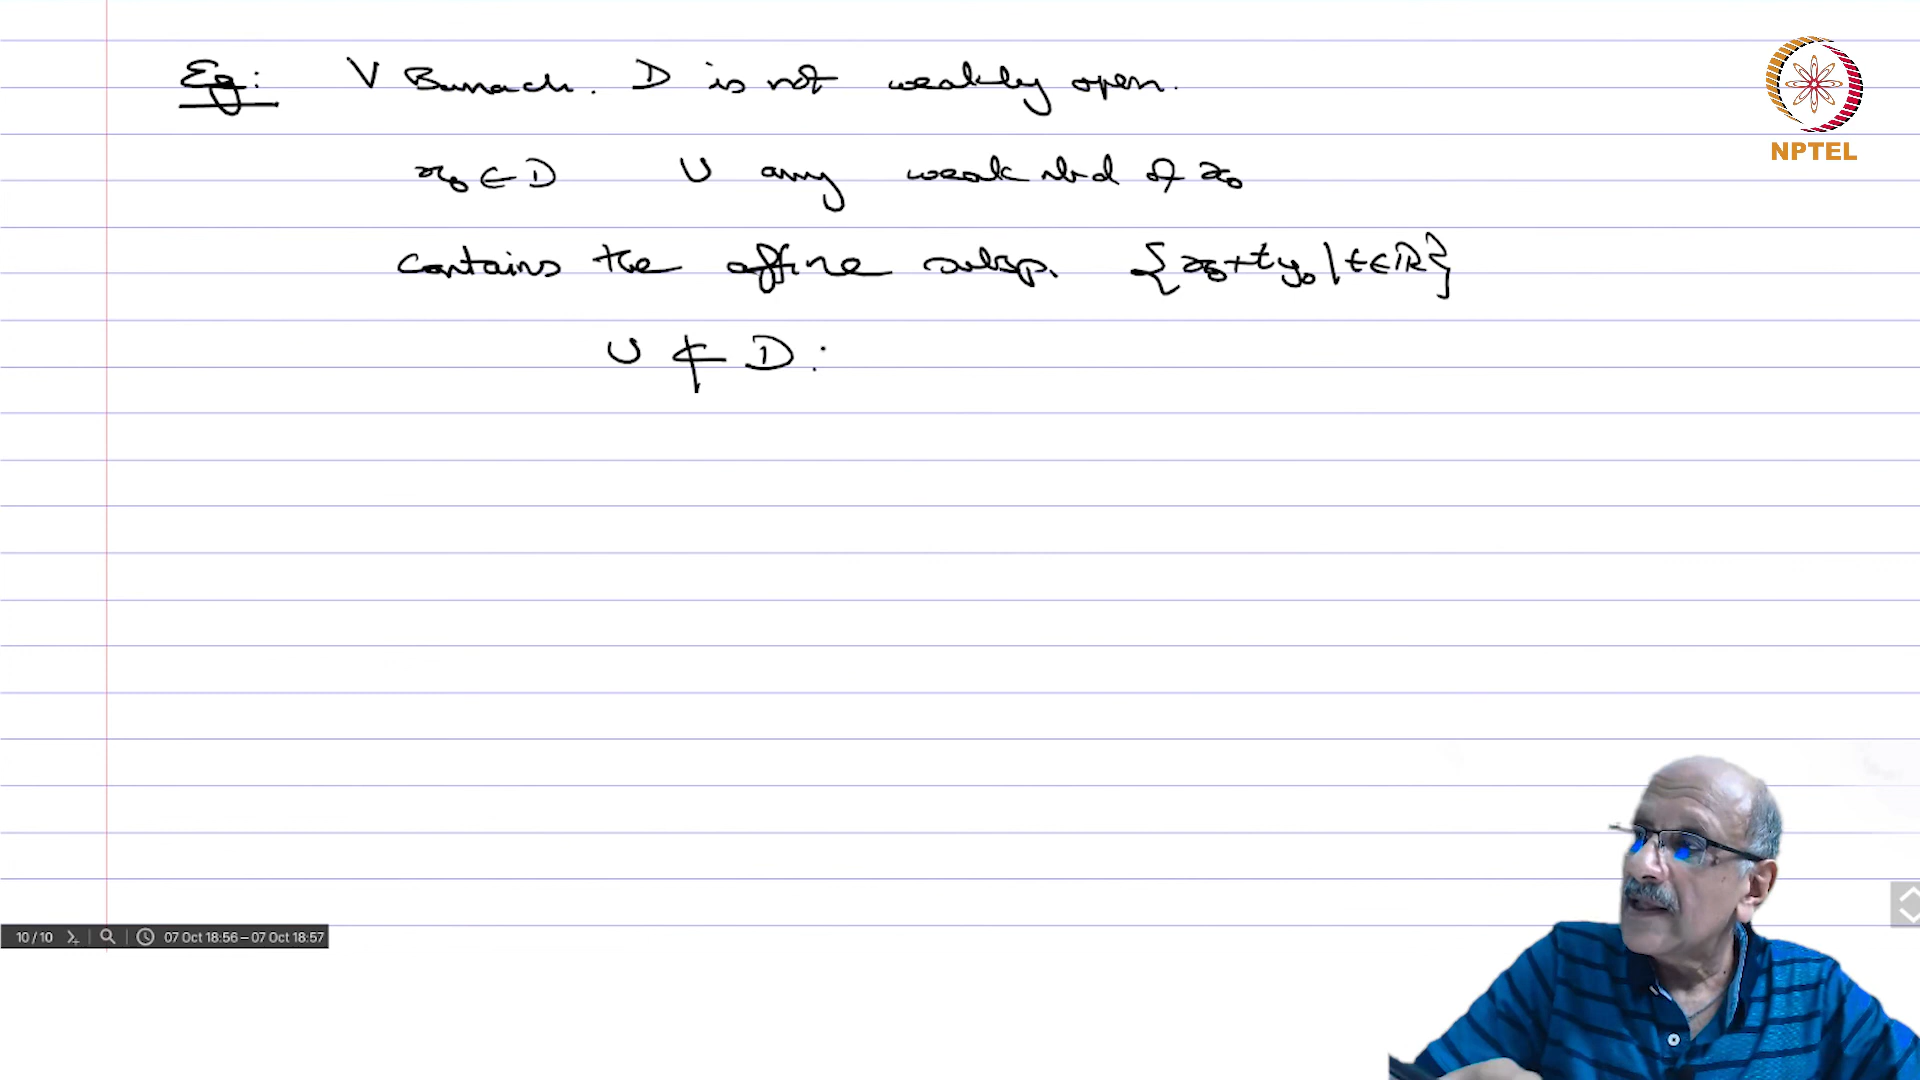 Eg: V Banach. D is not weakly open.
NPTEL
x₀ ∈ D U any weak nbd of x₀
contains the affine subsp. {x₀+ty₀ | t∈ℝ}
U ⊄ D:
10/10 07 Oct 18:56 – 07 Oct 18:57